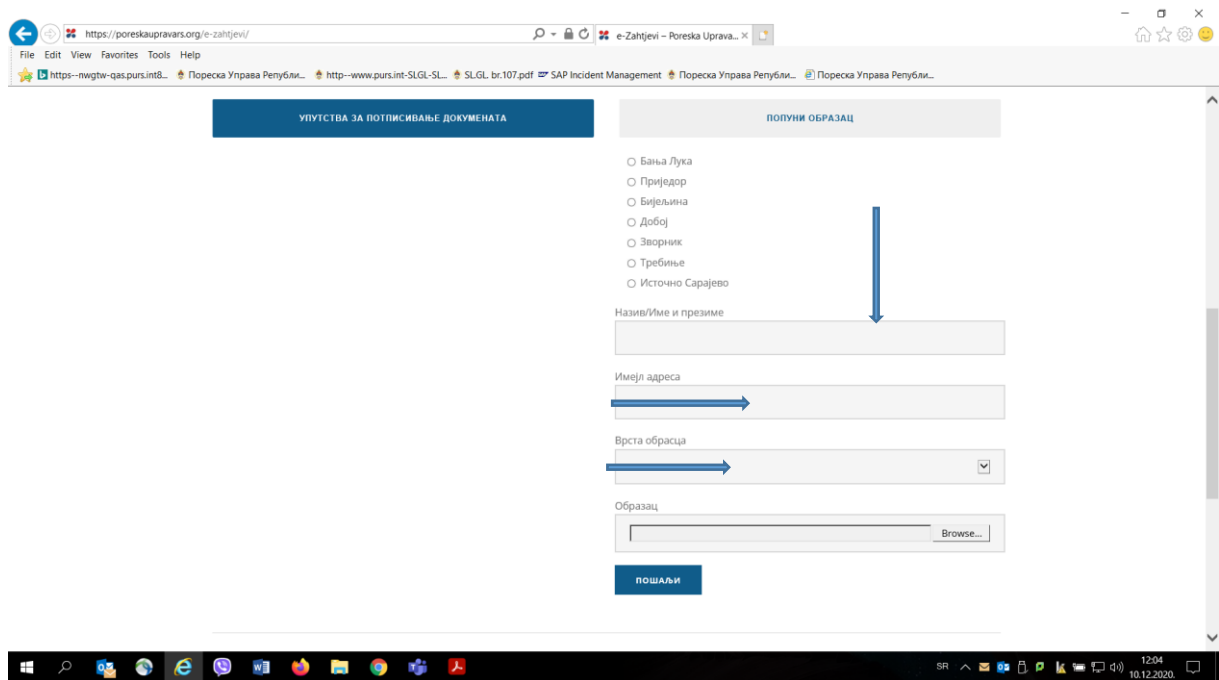 https://poreskaupravars.org/e-zahtjevi/
e-Zahtjevi – Poreska Uprava...
File Edit View Favorites Tools Help
https--nwgtw-qas.purs.int8... Пореска Управа Републи... http--www.purs.int-SLGL-SL... SL.GL. br.107.pdf SAP Incident Management Пореска Управа Републи... Пореска Управа Републи...
УПУТСТВА ЗА ПОТПИСИВАЊЕ ДОКУМЕНАТА
ПОПУНИ ОБРАЗАЦ
Бања Лука
Приједор
Бијељина
Добој
Зворник
Требиње
Источно Сарајево
Назив/Име и презиме
Имејл адреса
Врста обрасца
Образац
Browse...
ПОШАЉИ
SR
12:04
10.12.2020.